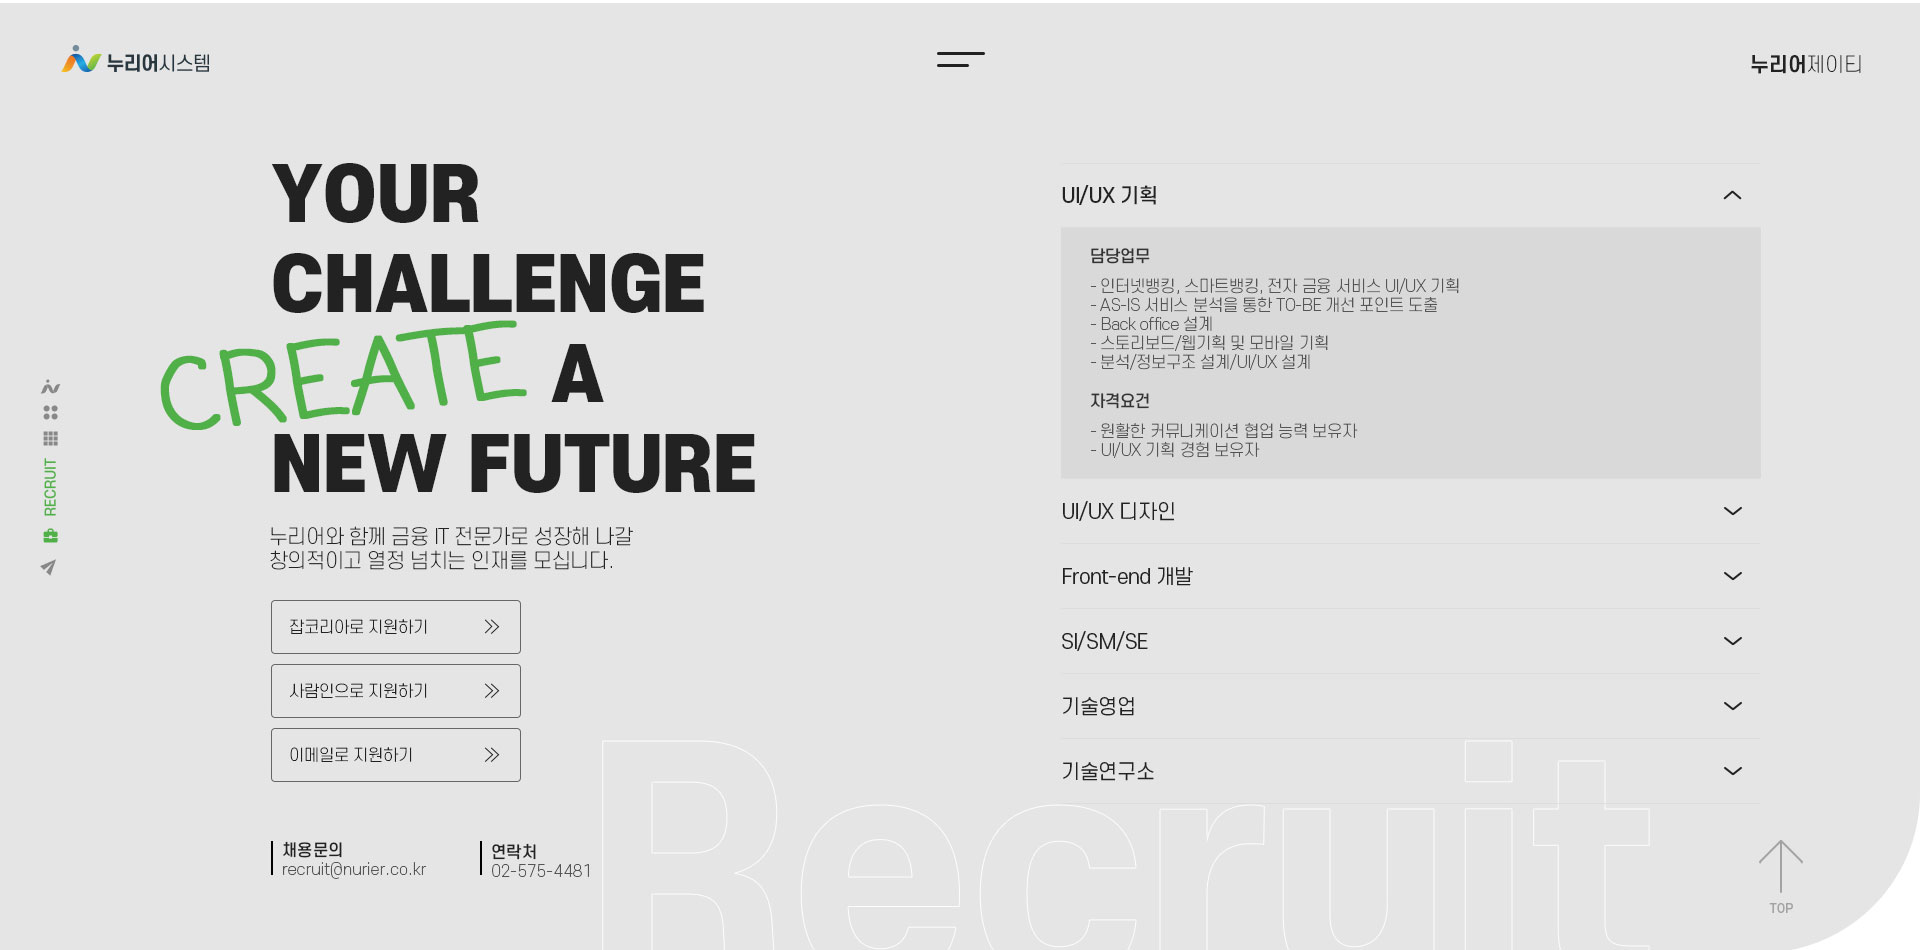 누리어시스템
누리어제이티
YOUR
CHALLENGE
CREATE A
NEW FUTURE
누리어와 함께 금융 IT 전문가로 성장해 나갈
창의적이고 열정 넘치는 인재를 모십니다.
잡코리아로 지원하기
사람인으로 지원하기
이메일로 지원하기
채용문의
recruit@nurier.co.kr
연락처
02-575-4481
RECRUIT
UI/UX 기획
담당업무
- 인터넷뱅킹, 스마트뱅킹, 전자 금융 서비스 UI/UX 기획
- AS-IS 서비스 분석을 통한 TO-BE 개선 포인트 도출
- Back office 설계
- 스토리보드/웹기획 및 모바일 기획
- 분석/정보구조 설계/UI/UX 설계
자격요건
- 원활한 커뮤니케이션 협업 능력 보유자
- UI/UX 기획 경험 보유자
UI/UX 디자인
Front-end 개발
SI/SM/SE
기술영업
기술연구소
Recruit
TOP